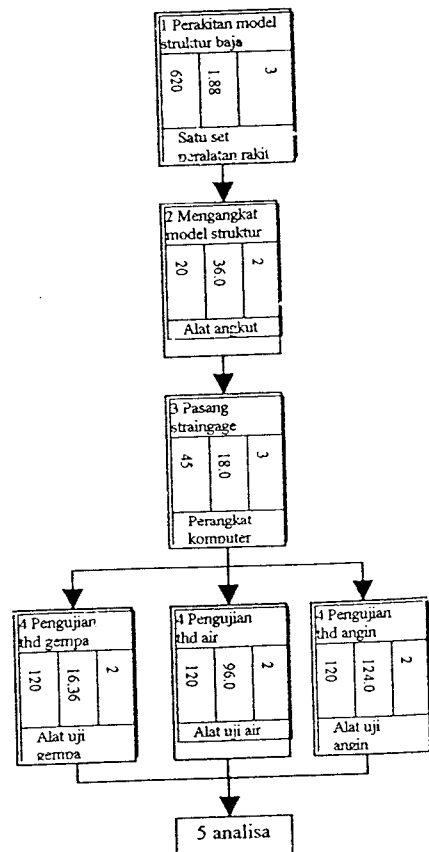 1 Perakitan model
struktur baja
620 1.88 3
Satu set
peralatan rakit
2 Mengangkat
model struktur
20 36.0 2
Alat angkut
3 Pasang
straingage
45 18.0 3
Perangkat
komputer
4 Pengujian
thd gempa
120 16.36 2
Alat uji
gempa
4 Pengujian
thd air
120 96.0 2
Alat uji air
4 Pengujian
thd angin
120 124.0 2
Alat uji
angin
5 analisa